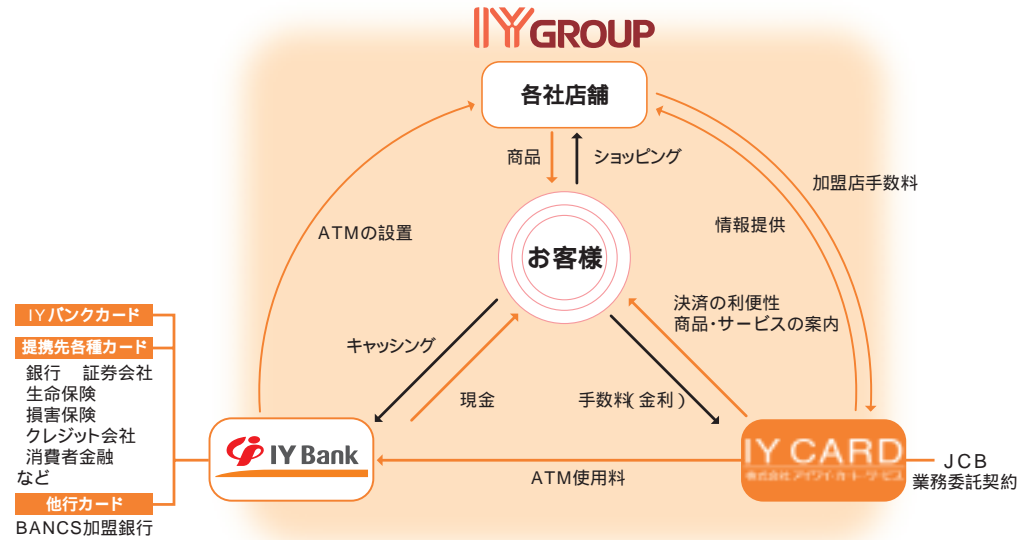 IYGROUP
各社店舗
商品
ショッピング
加盟店手数料
情報提供
ATMの設置
お客様
決済の利便性
商品・サービスの案内
IYバンクカード
提携先各種カード
銀行 証券会社
生命保険
損害保険
クレジット会社
消費者金融
など
他行カード
BANCS加盟銀行
キャッシング
現金
手数料(金利)
IY Bank
ATM使用料
IY CARD
株式会社 アイワイ・カード・サービス
JCB
業務委託契約